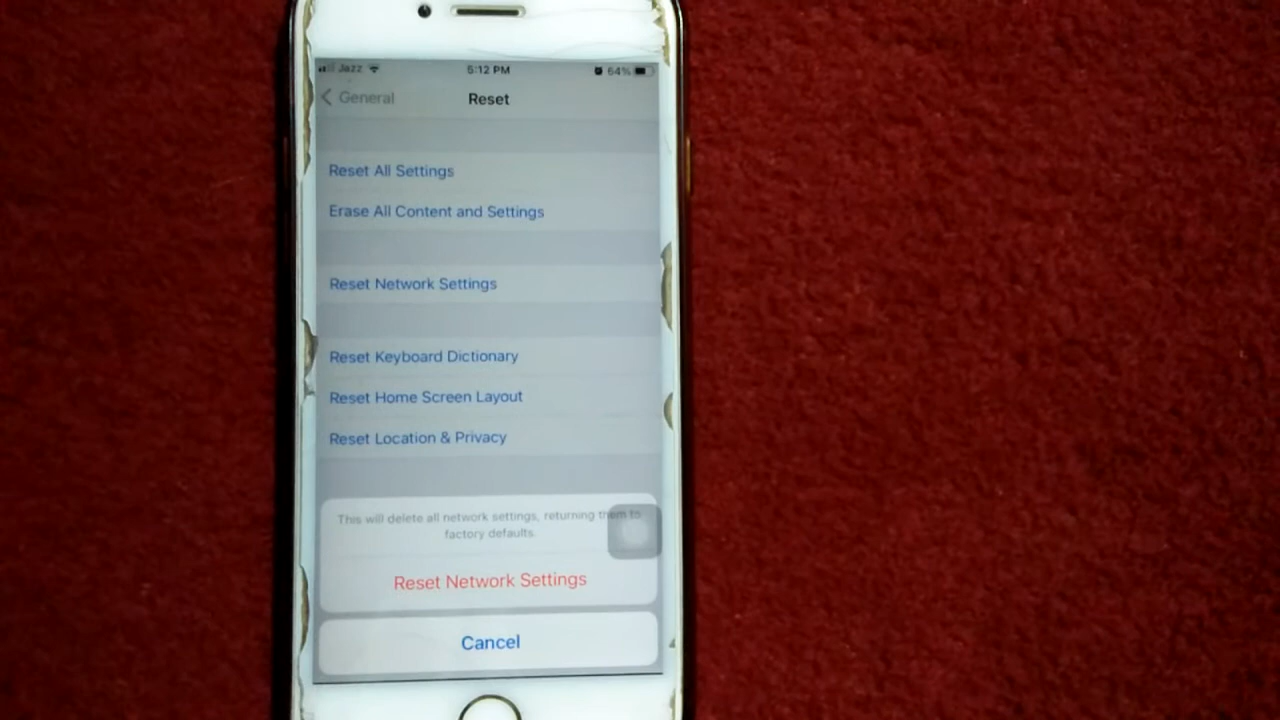 Jazz 5:12 PM 64%
General Reset
Reset All Settings
Erase All Content and Settings
Reset Network Settings
Reset Keyboard Dictionary
Reset Home Screen Layout
Reset Location & Privacy
This will delete all network settings, returning them to
factory defaults.
Reset Network Settings
Cancel